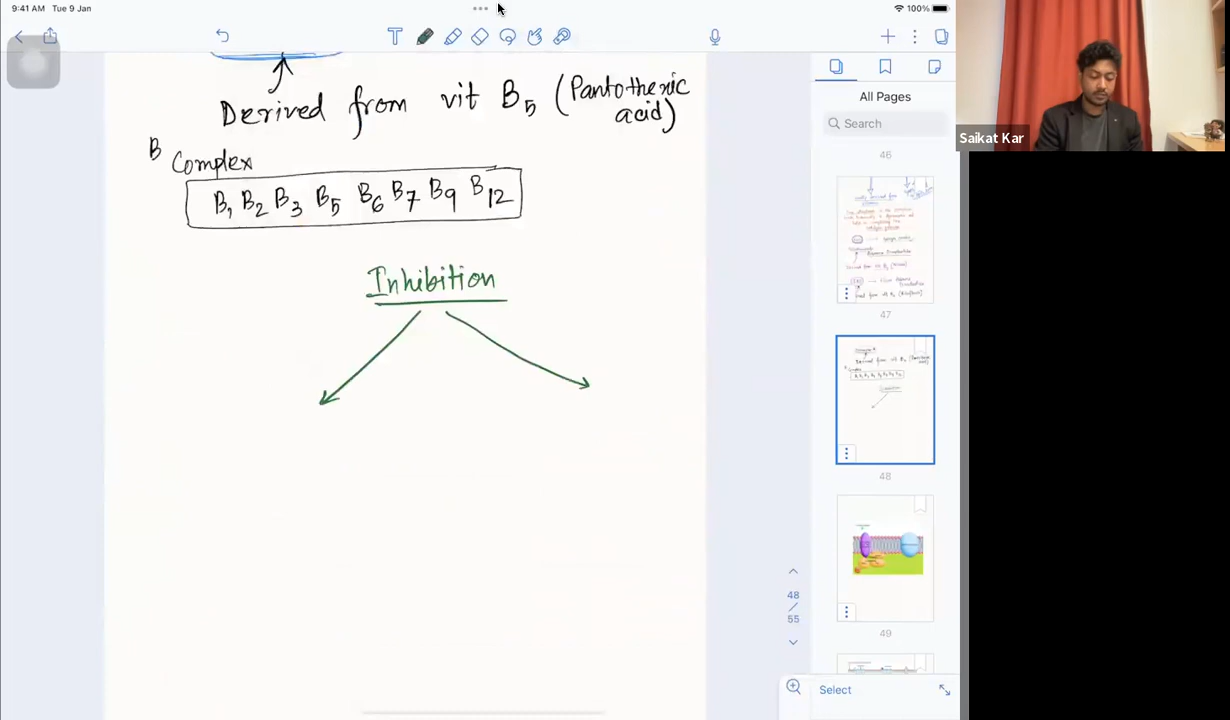 9:41 AM Tue 9 Jan
100%
Derived from vit B5 (Pantothenic acid)
B Complex
B1 B2 B3 B5 B6 B7 B9 B12
Inhibition
All Pages
Search
46
47
48
49
48
/
55
Select
Saikat Kar